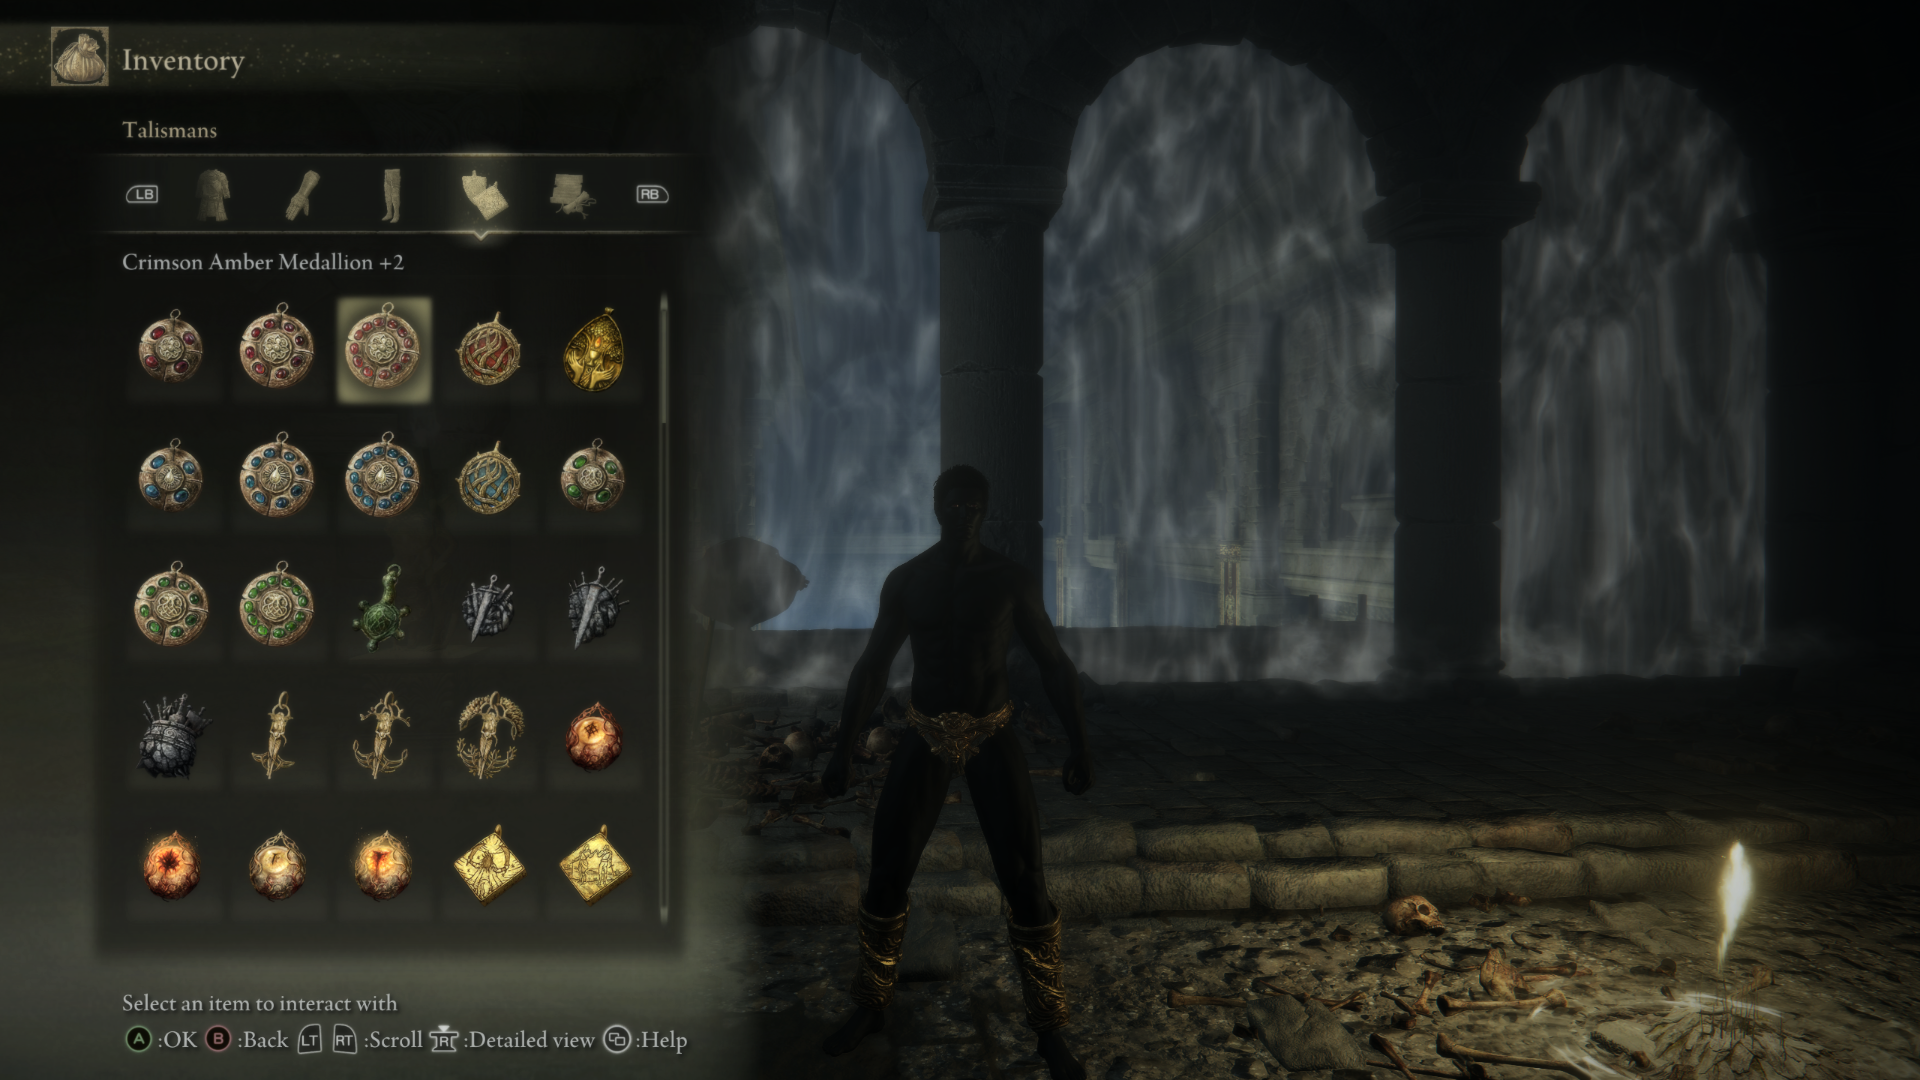 Inventory
Talismans
LB
RB
Crimson Amber Medallion +2
Select an item to interact with
A :OK B :Back LT RT :Scroll R :Detailed view :Help